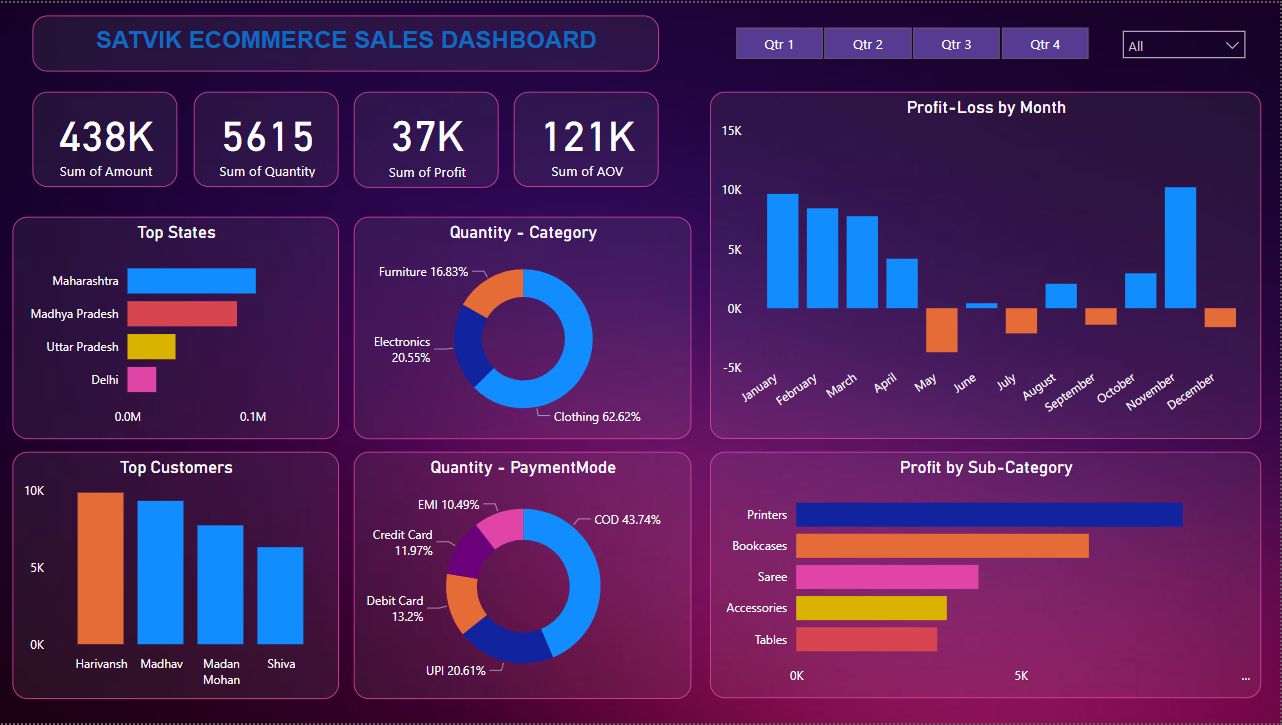 SATVIK ECOMMERCE SALES DASHBOARD
Qtr 1
Qtr 2
Qtr 3
Qtr 4
All
438K
Sum of Amount
5615
Sum of Quantity
37K
Sum of Profit
121K
Sum of AOV
Top States
Maharashtra
Madhya Pradesh
Uttar Pradesh
Delhi
0.0M
0.1M
Quantity - Category
Furniture 16.83%
Electronics
20.55%
Clothing 62.62%
Profit-Loss by Month
15K
10K
5K
0K
-5K
January
February
March
April
May
June
July
August
September
October
November
December
Top Customers
10K
5K
0K
Harivansh
Madhav
Madan
Mohan
Shiva
Quantity - PaymentMode
EMI 10.49%
COD 43.74%
Credit Card
11.97%
Debit Card
13.2%
UPI 20.61%
Profit by Sub-Category
Printers
Bookcases
Saree
Accessories
Tables
0K
5K
...